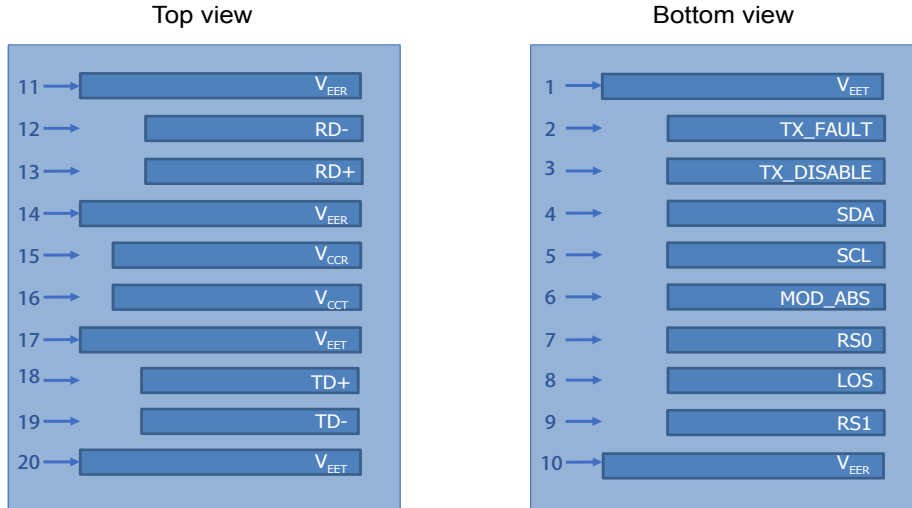 Top view
11 VEER
12 RD-
13 RD+
14 VEER
15 VCCR
16 VCCT
17 VEET
18 TD+
19 TD-
20 VEET
Bottom view
1 VEET
2 TX_FAULT
3 TX_DISABLE
4 SDA
5 SCL
6 MOD_ABS
7 RS0
8 LOS
9 RS1
10 VEER